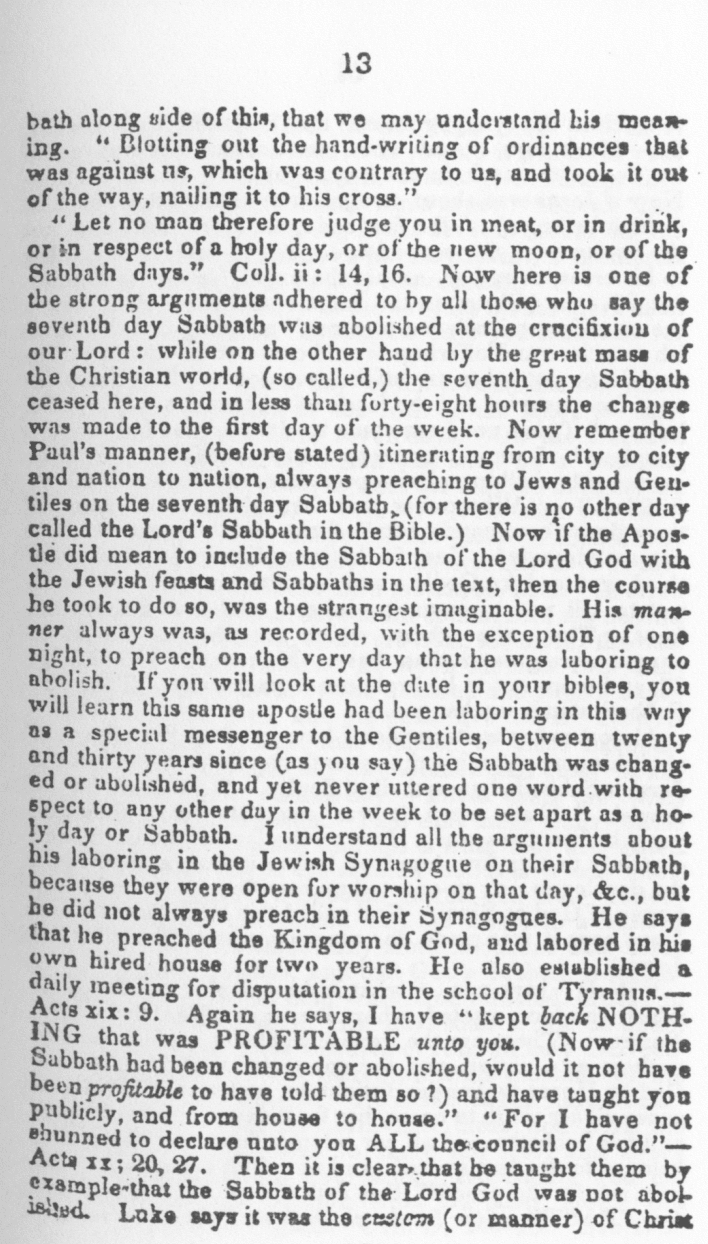 13
bath along side of this, that we may understand his mean-
ing. "Blotting out the hand-writing of ordinances that
was against us, which was contrary to us, and took it out
of the way, nailing it to his cross."
"Let no man therefore judge you in meat, or in drink,
or in respect of a holy day, or of the new moon, or of the
Sabbath days." Coll. ii: 14, 16. Now here is one of
the strong arguments adhered to by all those who say the
seventh day Sabbath was abolished at the crucifixion of
our Lord: while on the other hand by the great mass of
the Christian world, (so called,) the seventh day Sabbath
ceased here, and in less than forty-eight hours the change
was made to the first day of the week. Now remember
Paul's manner, (before stated) itinerating from city to city
and nation to nation, always preaching to Jews and Gen-
tiles on the seventh day Sabbath, (for there is no other day
called the Lord's Sabbath in the Bible.) Now if the Apos-
tle did mean to include the Sabbath of the Lord God with
the Jewish feasts and Sabbaths in the text, then the course
he took to do so, was the strangest imaginable. His man-
ner always was, as recorded, with the exception of one
night, to preach on the very day that he was laboring to
abolish. If you will look at the date in your bibles, you
will learn this same apostle had been laboring in this way
as a special messenger to the Gentiles, between twenty
and thirty years since (as you say) the Sabbath was chang-
ed or abolished, and yet never uttered one word with re-
spect to any other day in the week to be set apart as a ho-
ly day or Sabbath. I understand all the arguments about
his laboring in the Jewish Synagogue on their Sabbath,
because they were open for worship on that day, &c., but
he did not always preach in their Synagogues. He says
that he preached the Kingdom of God, and labored in his
own hired house for two years. He also established a
daily meeting for disputation in the school of Tyranus.—
Acts xix: 9. Again he says, I have "kept back NOTH-
ING that was PROFITABLE unto you. (Now if the
Sabbath had been changed or abolished, would it not have
been profitable to have told them so?) and have taught you
publicly, and from house to house." "For I have not
shunned to declare unto you ALL the council of God."—
Acts xx; 20, 27. Then it is clear that he taught them by
example that the Sabbath of the Lord God was not abol-
ished. Luke says it was the custom (or manner) of Christ